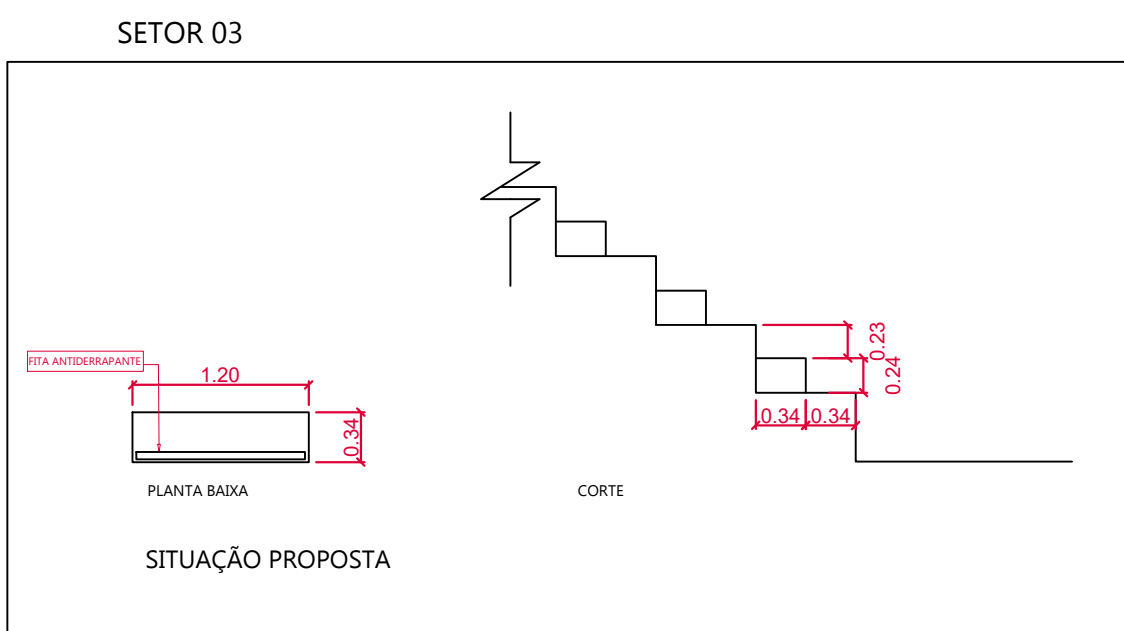 SETOR 03
FITA ANTIDERRAPANTE
1.20
0.34
PLANTA BAIXA
0.23
0.24
0.34
0.34
CORTE
SITUAÇÃO PROPOSTA